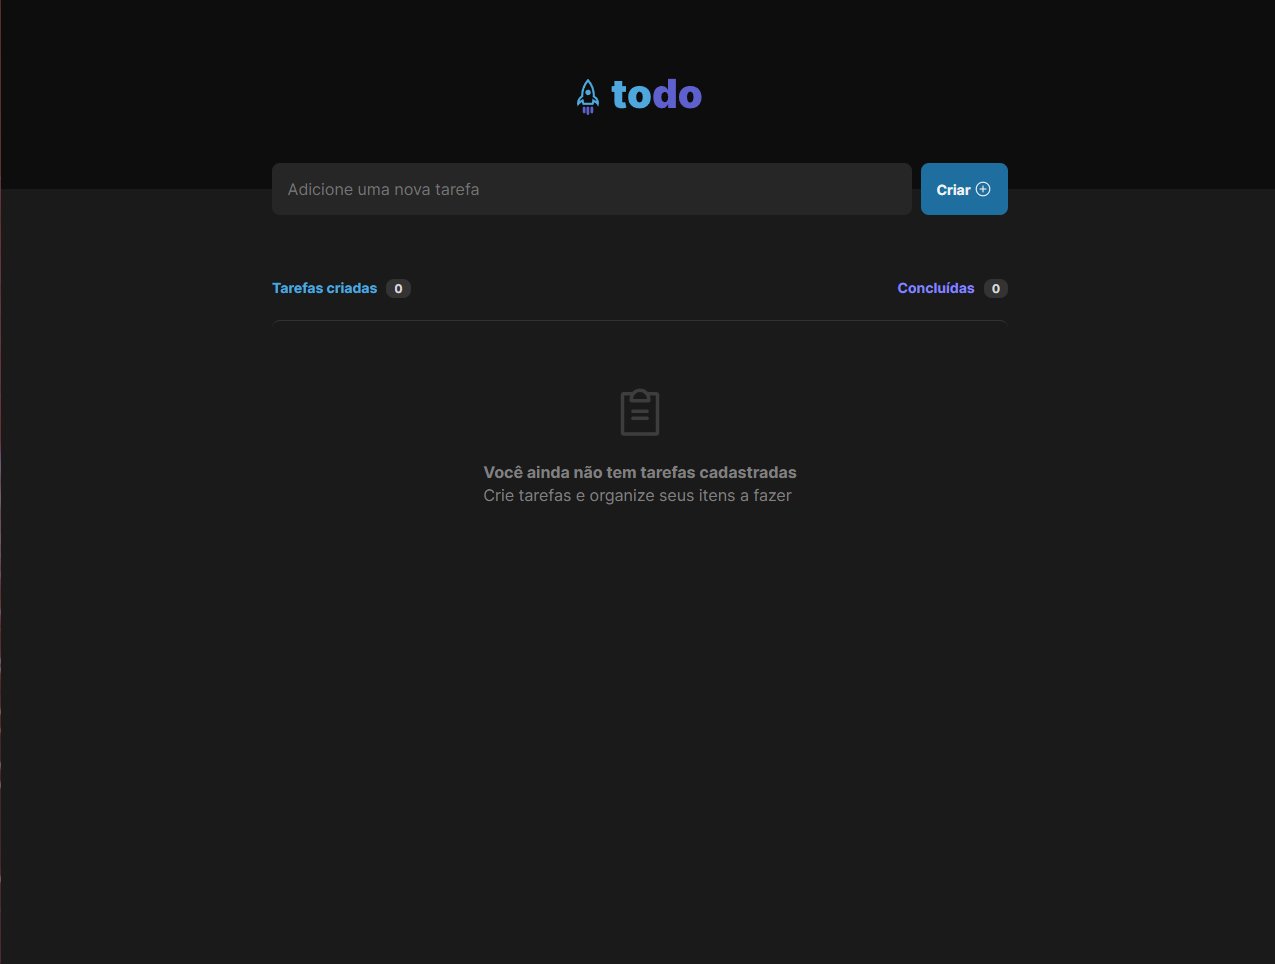 todo
Adicione uma nova tarefa
Criar
Tarefas criadas 0
Concluídas 0
Você ainda não tem tarefas cadastradas
Crie tarefas e organize seus itens a fazer